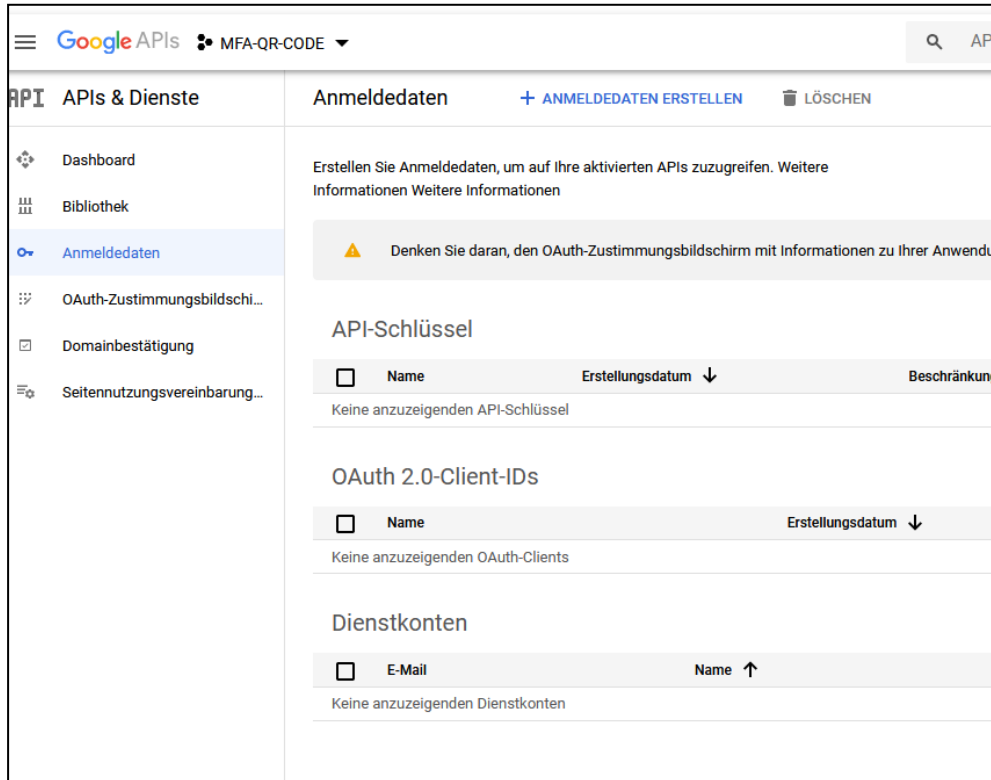 Google APIs MFA-QR-CODE AP
API APIs & Dienste
Anmeldedaten + ANMELDEDATEN ERSTELLEN LÖSCHEN
Dashboard
Bibliothek
Anmeldedaten
OAuth-Zustimmungsbildschi...
Domainbestätigung
Seitennutzungsvereinbarung...
Erstellen Sie Anmeldedaten, um auf Ihre aktivierten APIs zuzugreifen. Weitere
Informationen Weitere Informationen
Denken Sie daran, den OAuth-Zustimmungsbildschirm mit Informationen zu Ihrer Anwendu
API-Schlüssel
Name Erstellungsdatum Beschränkun
Keine anzuzeigenden API-Schlüssel
OAuth 2.0-Client-IDs
Name Erstellungsdatum
Keine anzuzeigenden OAuth-Clients
Dienstkonten
E-Mail Name
Keine anzuzeigenden Dienstkonten